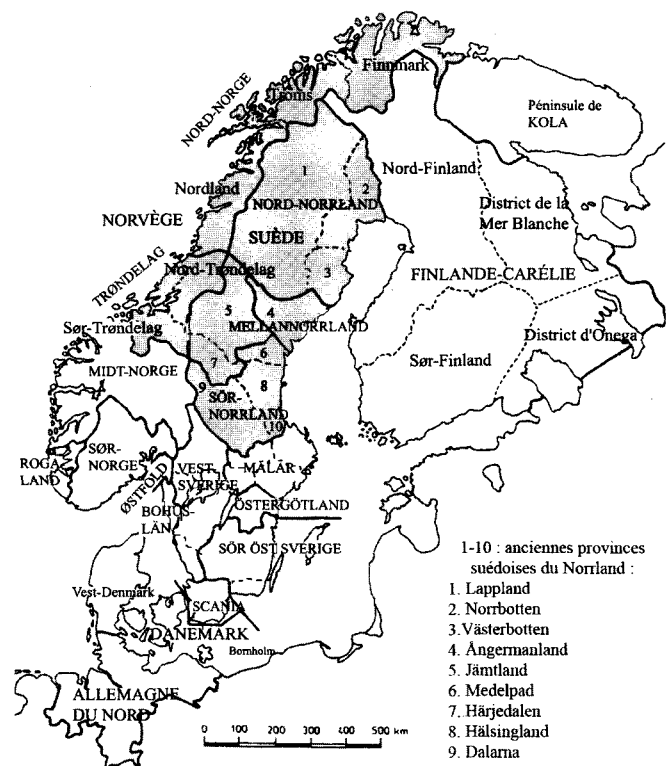 Finnmark
Troms
NORD-NORGE
Péninsule de
KOLA
1
Nord-Finland
Nordland
NORD-NORRLAND
2
District de la
Mer Blanche
NORVÈGE
SUÈDE
Nord-Trøndelag
3
FINLANDE-CARÉLIE
TRØNDELAG
5
4
MELLANNORRLAND
Sør-Trøndelag
District d'Onega
6
Sør-Finland
MIDT-NORGE
7
9
8
SÖR-
NORRLAND
10
SØR-
NORGE
ROGA
LAND
VEST-
SVERIGE
MÄLÄR
ØSTFÖLD
BOHUS-
LÄN
ÖSTERGÖTLAND
SÖR ÖST SVERIGE
Vest-Denmark
SCANIA
DANEMARK
Bornholm
ALLEMAGNE
DU NORD
0 100 200 300 400 500 km
1-10 : anciennes provinces
suédoises du Norrland :
1. Lappland
2. Norrbotten
3. Västerbotten
4. Ångermanland
5. Jämtland
6. Medelpad
7. Härjedalen
8. Hälsingland
9. Dalarna